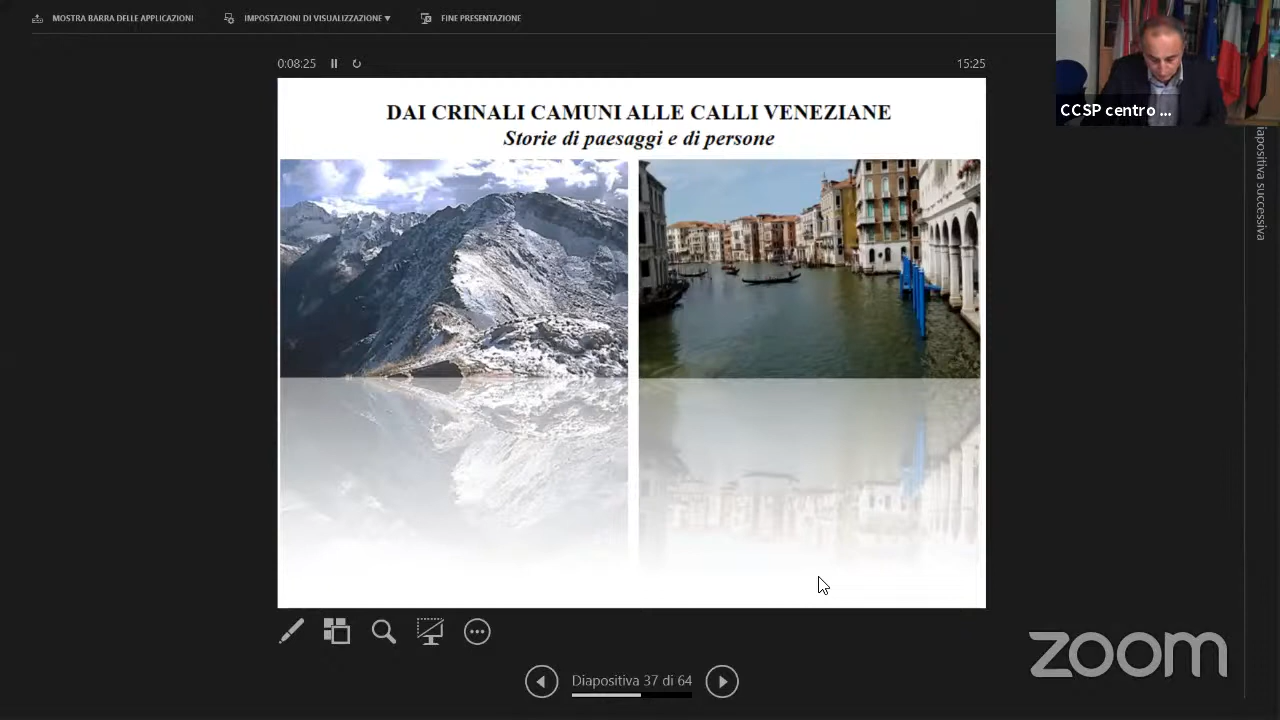 MOSTRA BARRA DELLE APPLICAZIONI
IMPOSTAZIONI DI VISUALIZZAZIONE ▼
FINE PRESENTAZIONE
0:08:25
15:25
CCSP centro ...
DAI CRINALI CAMUNI ALLE CALLI VENEZIANE
Storie di paesaggi e di persone
iapositiva successiva
Diapositiva 37 di 64
zoom